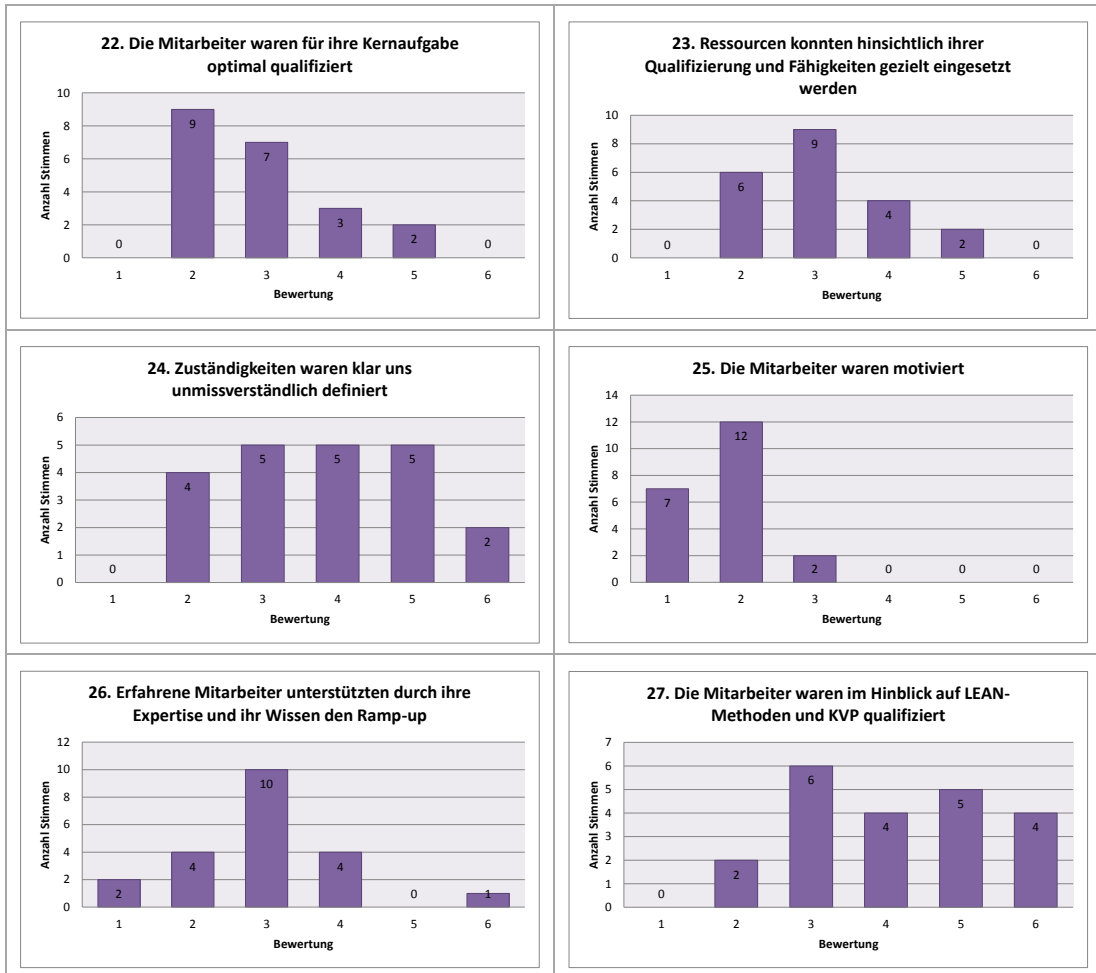 22. Die Mitarbeiter waren für ihre Kernaufgabe
optimal qualifiziert
Anzahl Stimmen
10
8
6
4
2
0
0
9
7
3
2
0
1 2 3 4 5 6
Bewertung
23. Ressourcen konnten hinsichtlich ihrer
Qualifizierung und Fähigkeiten gezielt eingesetzt
werden
Anzahl Stimmen
10
8
6
4
2
0
0
6
9
4
2
0
1 2 3 4 5 6
Bewertung
24. Zuständigkeiten waren klar uns
unmissverständlich definiert
Anzahl Stimmen
6
5
4
3
2
1
0
0
4
5
5
5
2
1 2 3 4 5 6
Bewertung
25. Die Mitarbeiter waren motiviert
Anzahl Stimmen
14
12
10
8
6
4
2
0
7
12
2
0
0
0
1 2 3 4 5 6
Bewertung
26. Erfahrene Mitarbeiter unterstützten durch ihre
Expertise und ihr Wissen den Ramp-up
Anzahl Stimmen
12
10
8
6
4
2
0
2
4
10
4
0
1
1 2 3 4 5 6
Bewertung
27. Die Mitarbeiter waren im Hinblick auf LEAN-
Methoden und KVP qualifiziert
Anzahl Stimmen
7
6
5
4
3
2
1
0
0
2
6
4
5
4
1 2 3 4 5 6
Bewertung